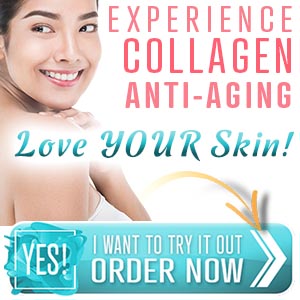 EXPERIENCE
COLLAGEN
ANTI-AGING
Love YOUR Skin!
YES!
I WANT TO TRY IT OUT
ORDER NOW